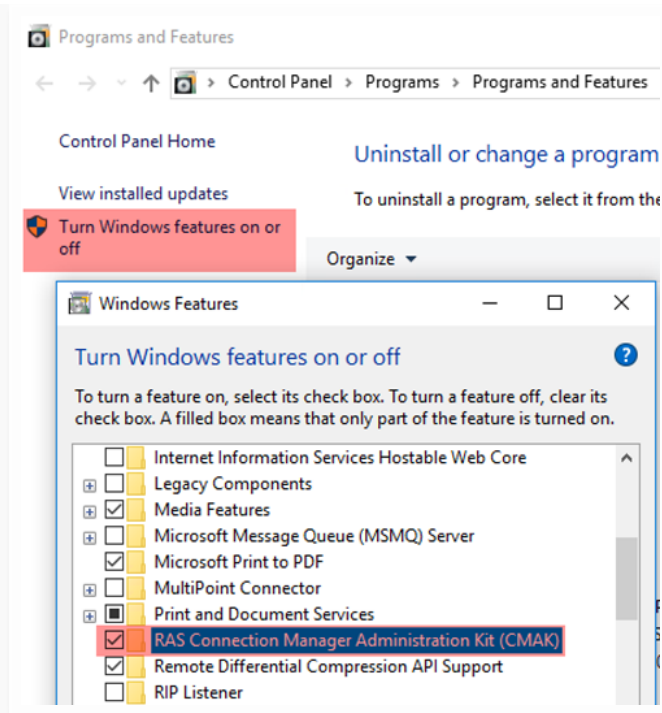 Programs and Features
Control Panel > Programs > Programs and Features
Control Panel Home
Uninstall or change a program
View installed updates
To uninstall a program, select it from the
Turn Windows features on or
off
Organize
Windows Features
Turn Windows features on or off
To turn a feature on, select its check box. To turn a feature off, clear its
check box. A filled box means that only part of the feature is turned on.
Internet Information Services Hostable Web Core
Legacy Components
Media Features
Microsoft Message Queue (MSMQ) Server
Microsoft Print to PDF
MultiPoint Connector
Print and Document Services
RAS Connection Manager Administration Kit (CMAK)
Remote Differential Compression API Support
RIP Listener